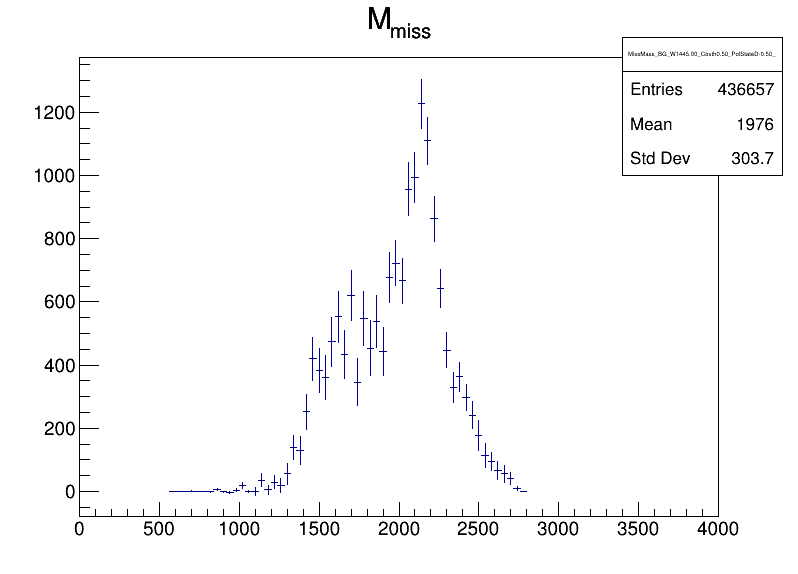 M_miss
MissMass_BG_W1445.00_Costh0.50_PolStateD-0.50_
Entries 436657
Mean 1976
Std Dev 303.7
1200
1000
800
600
400
200
0
0 500 1000 1500 2000 2500 3000 3500 4000